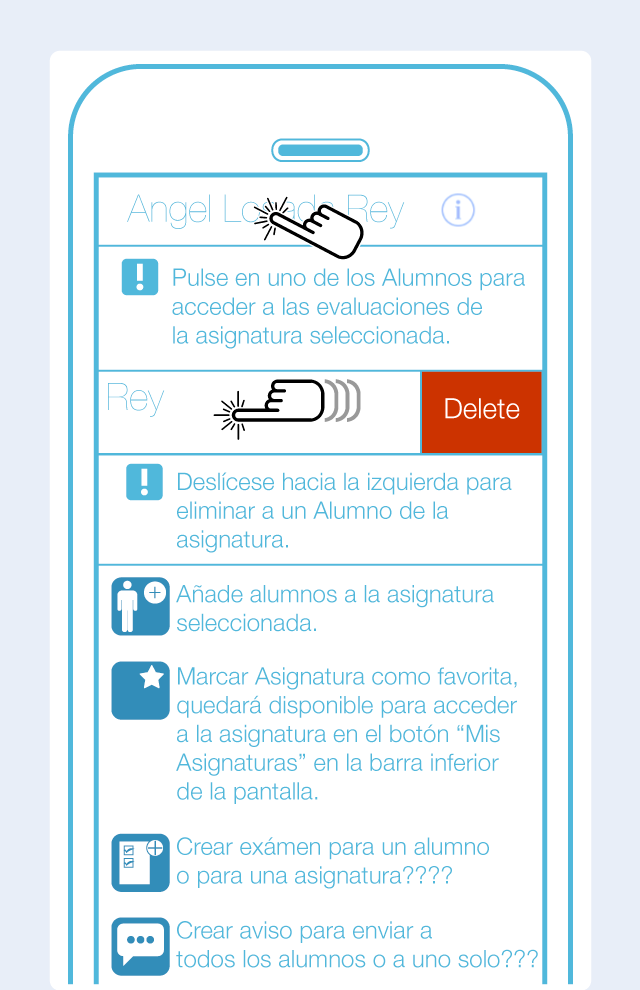 Angel Losada Rey
Pulse en uno de los Alumnos para
acceder a las evaluaciones de
la asignatura seleccionada.
Rey
Delete
Deslícese hacia la izquierda para
eliminar a un Alumno de la
asignatura.
Añade alumnos a la asignatura
seleccionada.
Marcar Asignatura como favorita,
quedará disponible para acceder
a la asignatura en el botón “Mis
Asignaturas” en la barra inferior
de la pantalla.
Crear exámen para un alumno
o para una asignatura????
Crear aviso para enviar a
todos los alumnos o a uno solo???